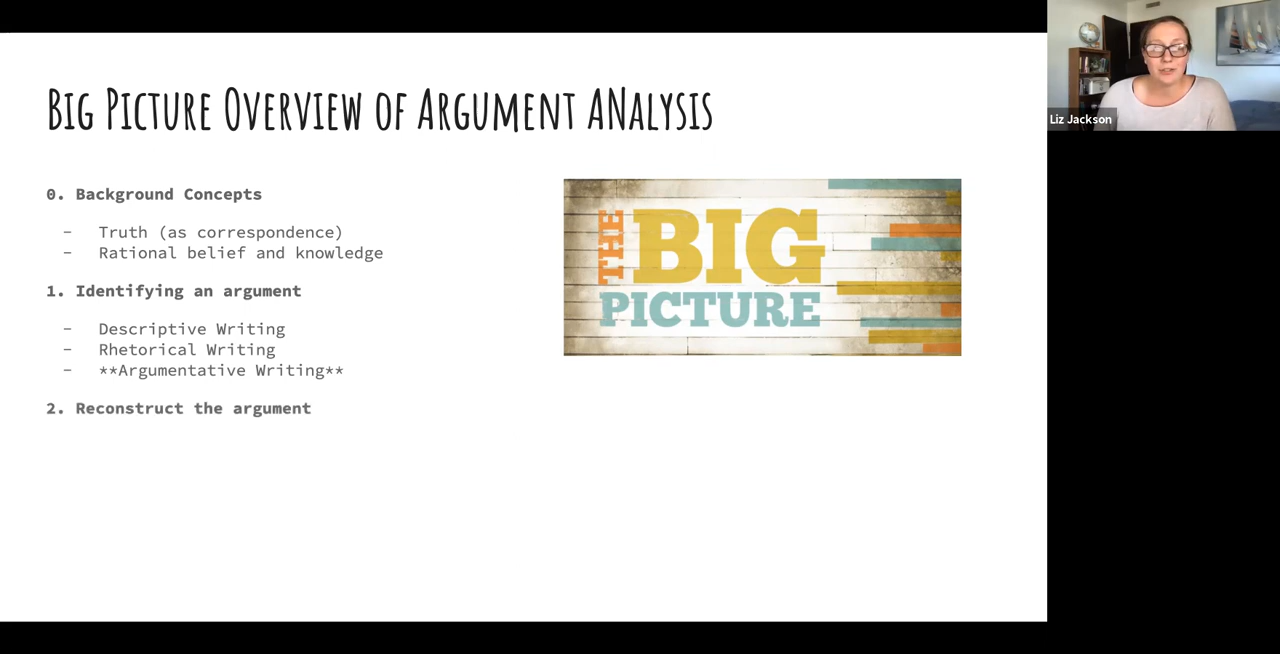 Big Picture Overview of Argument ANalysis
0. Background Concepts
- Truth (as correspondence)
- Rational belief and knowledge
1. Identifying an argument
- Descriptive Writing
- Rhetorical Writing
- **Argumentative Writing**
2. Reconstruct the argument
THE BIG
PICTURE
Liz Jackson